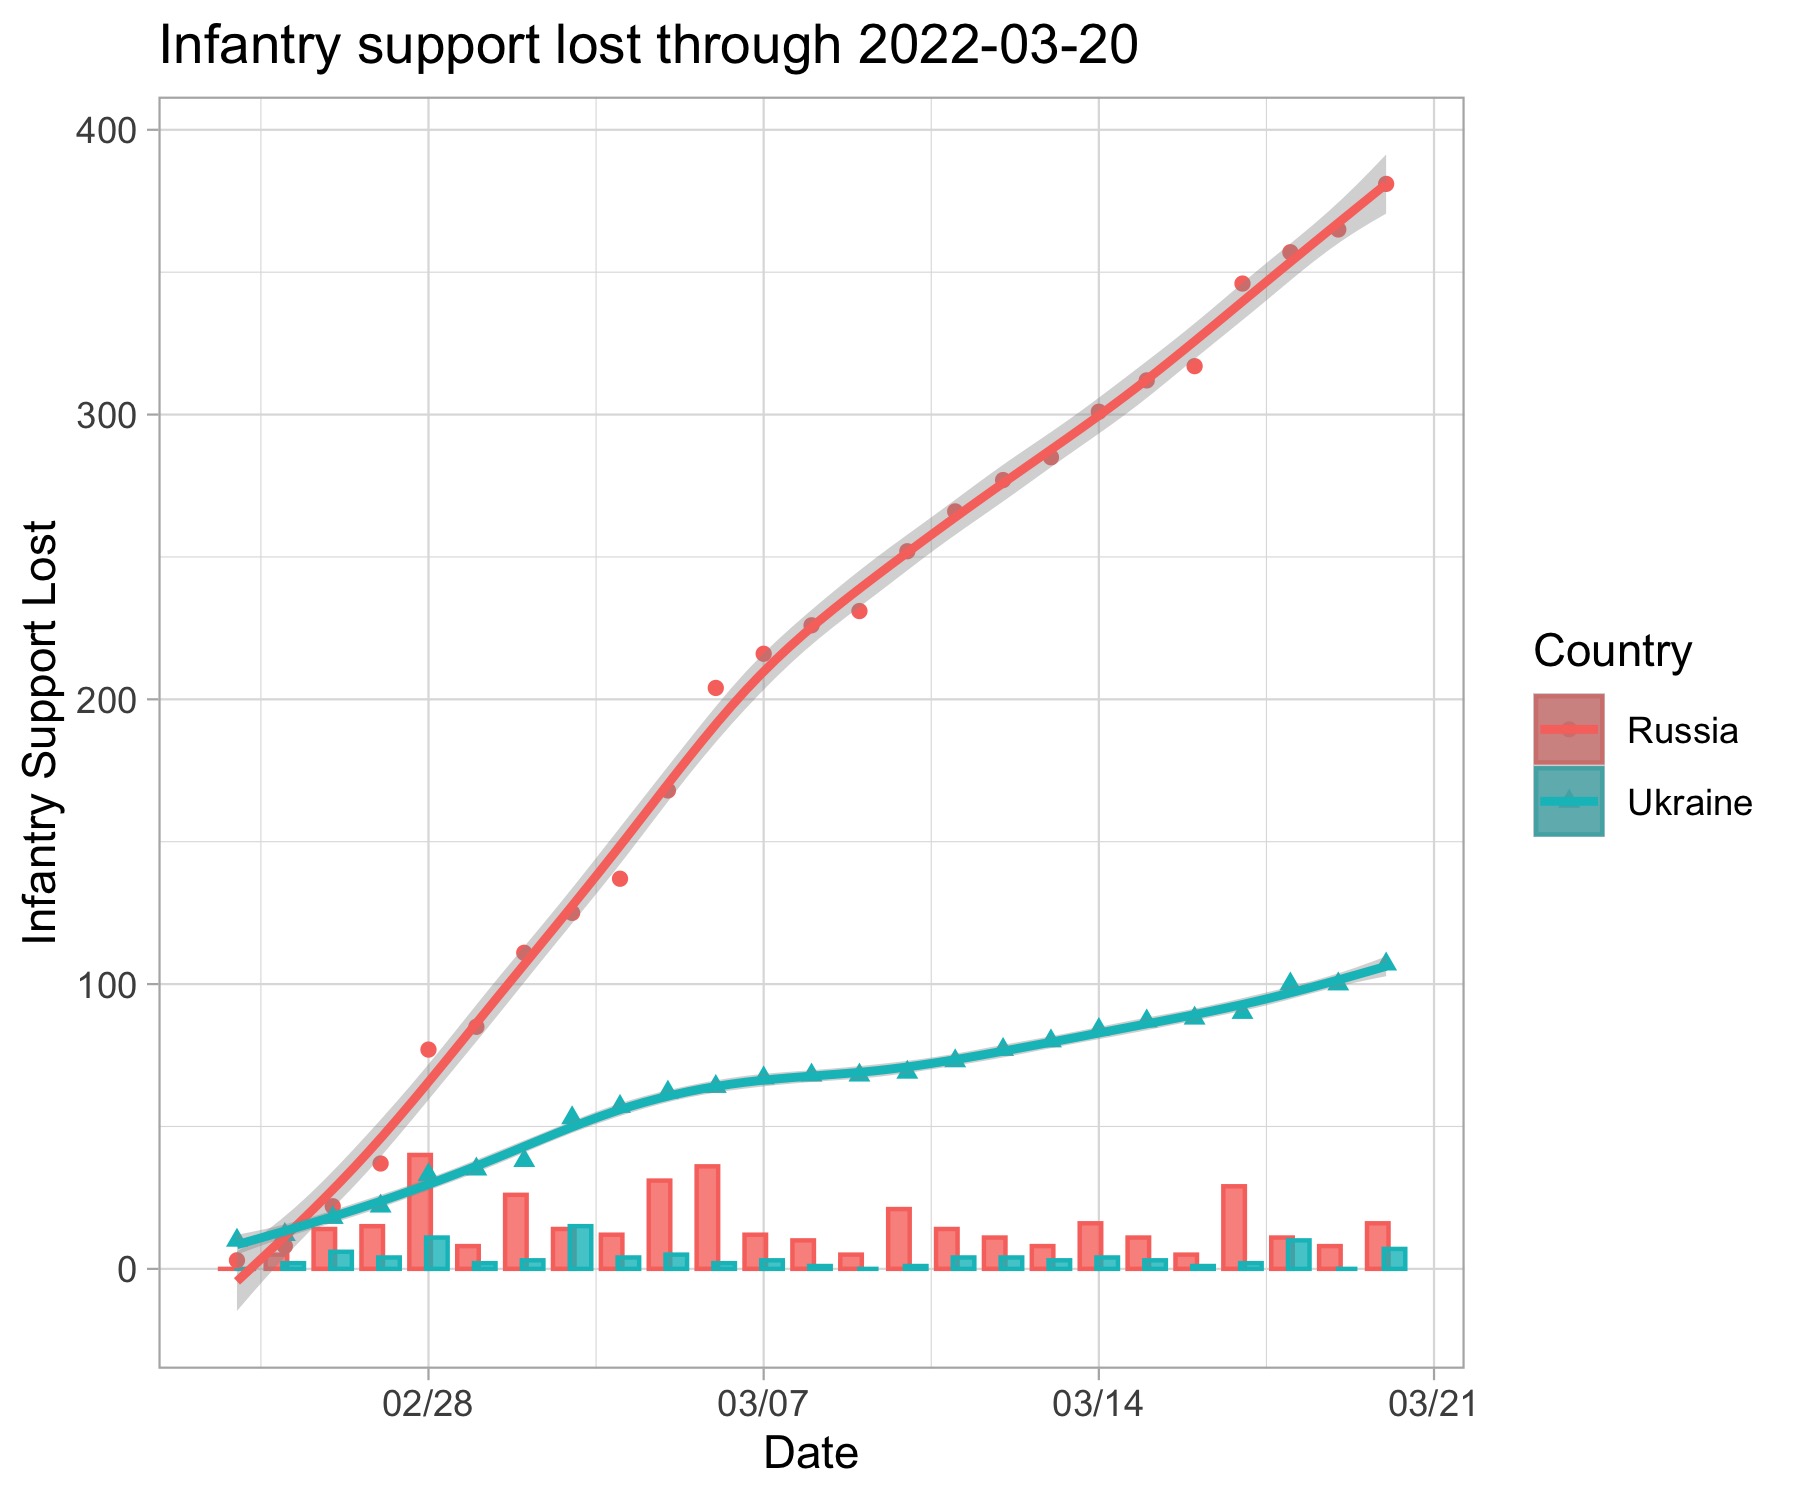 Infantry support lost through 2022-03-20
Infantry Support Lost
400
300
200
100
0
02/28 03/07 03/14 03/21
Date
Country
Russia
Ukraine